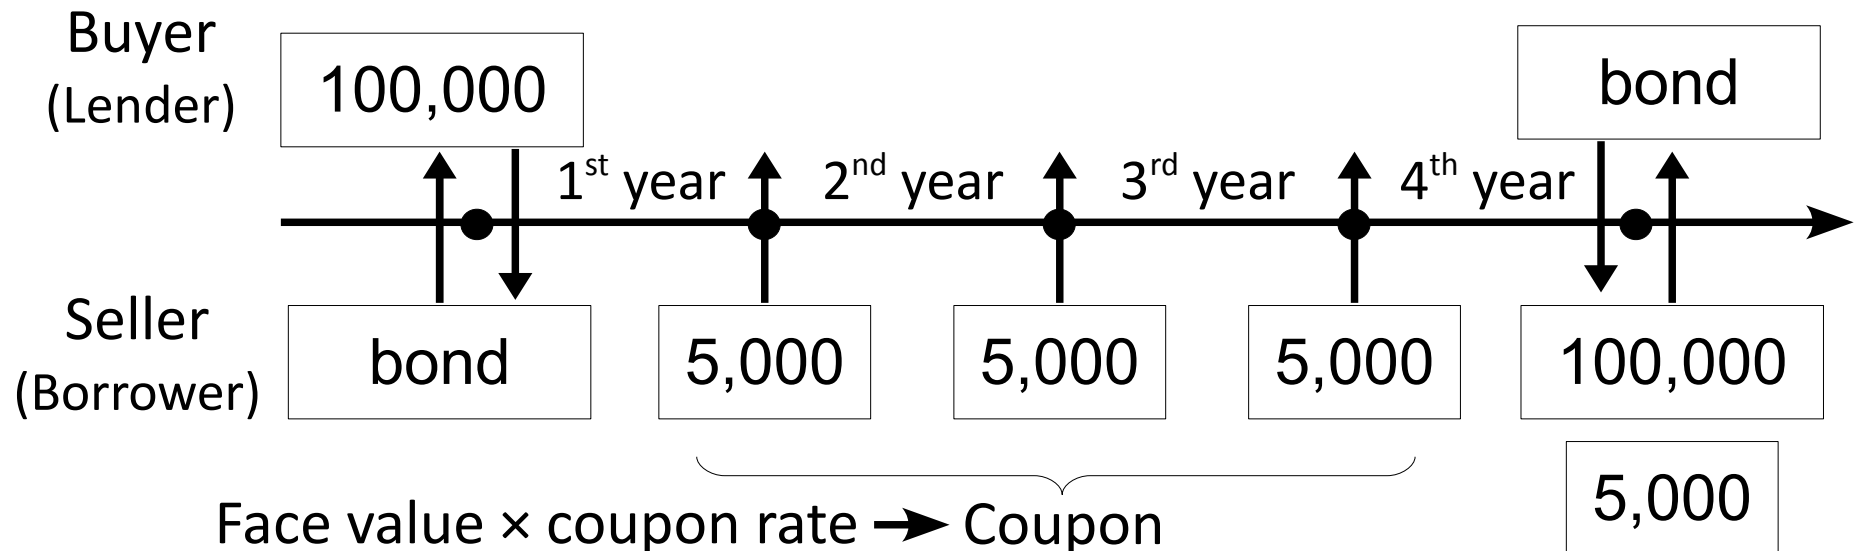 Buyer
(Lender)
100,000
bond
1st year
2nd year
3rd year
4th year
Seller
(Borrower)
bond
5,000
5,000
5,000
100,000
5,000
Face value × coupon rate
Coupon